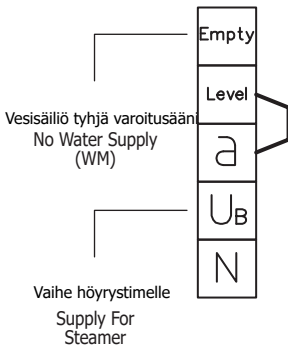 Empty
Level
Vesisäiliö tyhjä varoitusääni
No Water Supply
(WM)
a
UB
N
Vaihe höyrystimelle
Supply For
Steamer